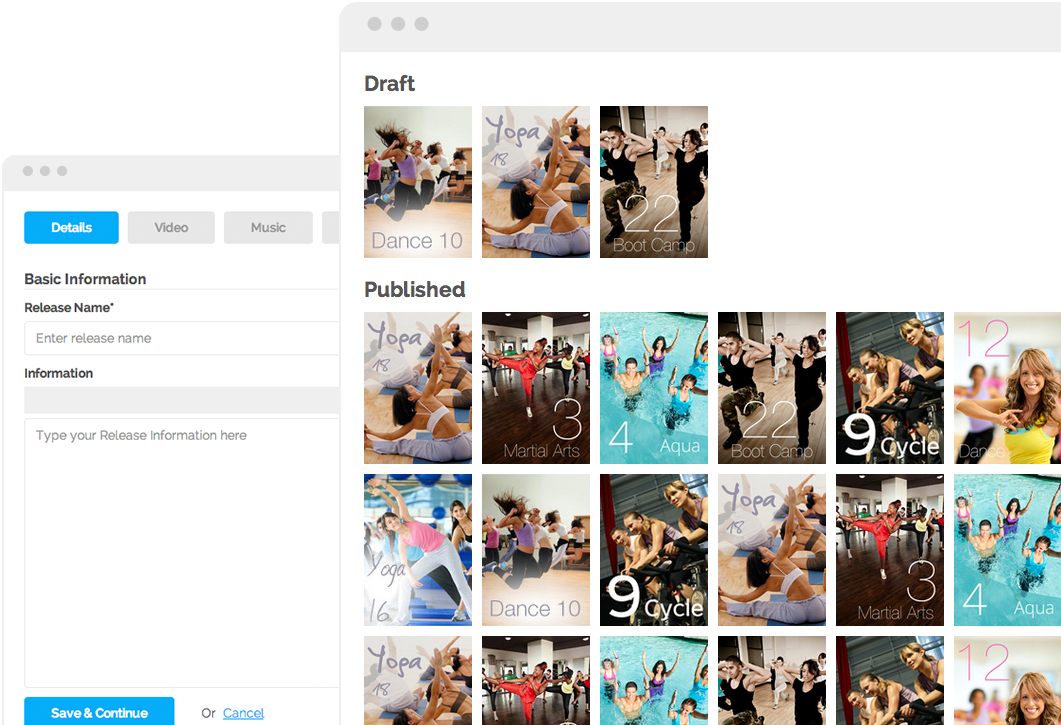 Details
Video
Music
Basic Information
Release Name*
Enter release name
Information
Type your Release Information here
Save & Continue
Or Cancel
Draft
Dance 10
Yoga
18
22
Boot Camp
Published
Yoga
18
3
Martial Arts
4 Aqua
22
Boot Camp
9 Cycle
12
Dance
Yoga
16
Dance 10
9 Cycle
Yoga
18
3
Martial Arts
4 Aqua
Yoga
18
12